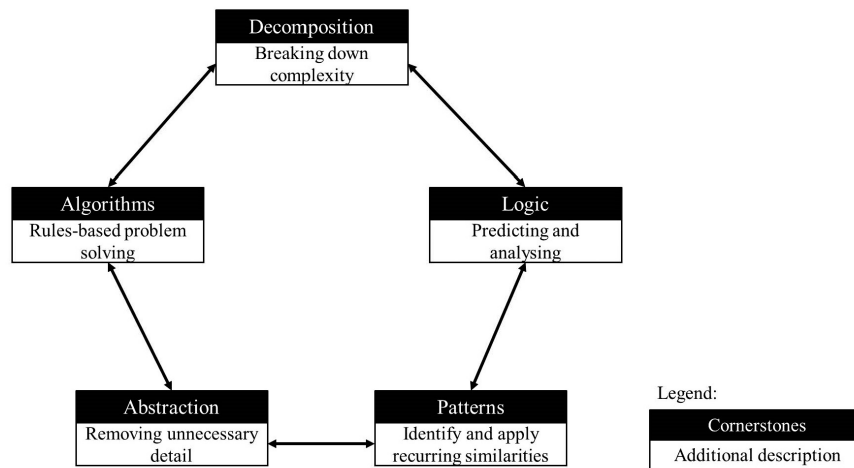 Decomposition
Breaking down
complexity
Algorithms
Rules-based problem
solving
Logic
Predicting and
analysing
Abstraction
Removing unnecessary
detail
Patterns
Identify and apply
recurring similarities
Legend:
Cornerstones
Additional description